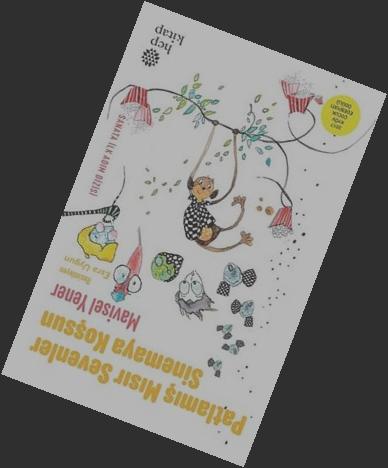 Patlamış Mısır Sevenler
Sinemaya Koşsun
Mavisel Yener
Resimleyen
Esra Uygun
SANATA İLK ADIM DİZİSİ
hep
kitap